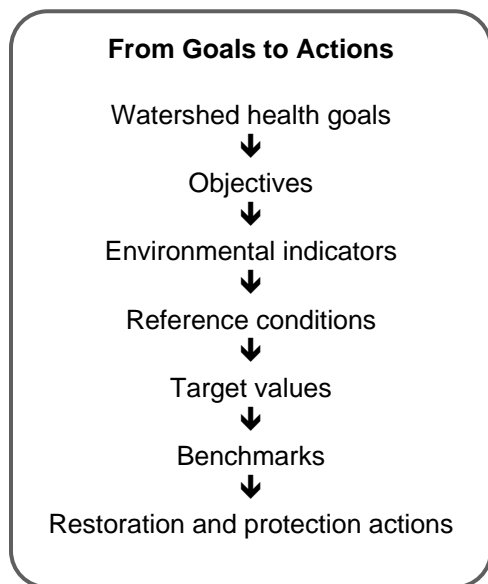 From Goals to Actions
Watershed health goals
Objectives
Environmental indicators
Reference conditions
Target values
Benchmarks
Restoration and protection actions